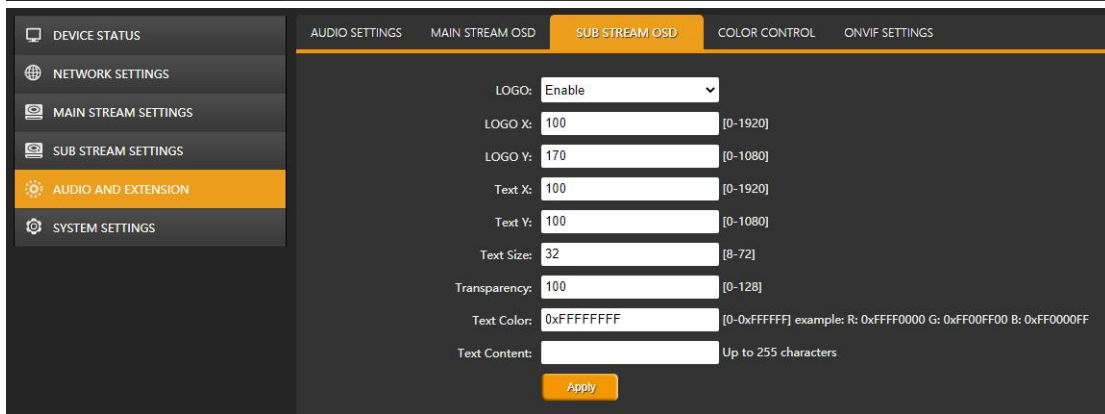 DEVICE STATUS
NETWORK SETTINGS
MAIN STREAM SETTINGS
SUB STREAM SETTINGS
AUDIO AND EXTENSION
SYSTEM SETTINGS
AUDIO SETTINGS MAIN STREAM OSD SUB STREAM OSD COLOR CONTROL ONVIF SETTINGS
LOGO: Enable
LOGO X: 100 [0-1920]
LOGO Y: 170 [0-1080]
Text X: 100 [0-1920]
Text Y: 100 [0-1080]
Text Size: 32 [8-72]
Transparency: 100 [0-128]
Text Color: 0xFFFFFFFF [0-0xFFFFFF] example: R: 0xFFFF0000 G: 0xFF00FF00 B: 0xFF0000FF
Text Content: Up to 255 characters
Apply